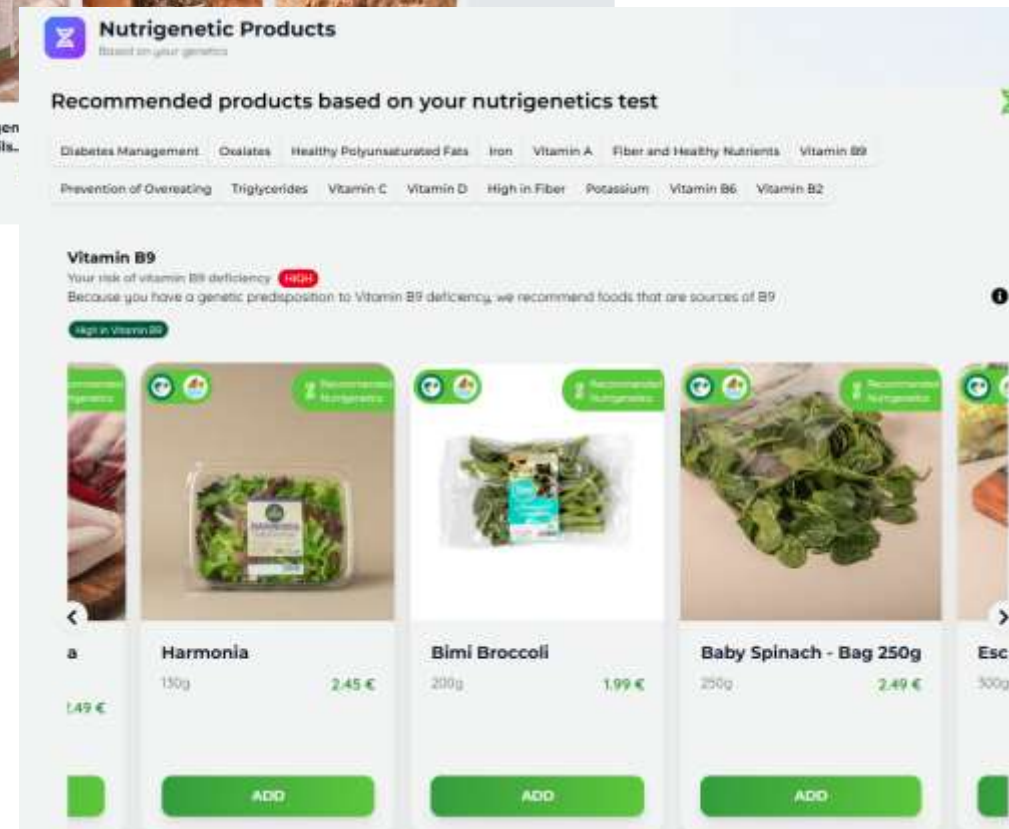 Nutrigenetic Products
Based on your genetics
Recommended products based on your nutrigenetics test
Diabetes Management Oxalates Healthy Polyunsaturated Fats Iron Vitamin A Fiber and Healthy Nutrients Vitamin B9
Prevention of Overeating Triglycerides Vitamin C Vitamin D High in Fiber Potassium Vitamin B6 Vitamin B2
Vitamin B9
Your risk of vitamin B9 deficiency HIGH
Because you have a genetic predisposition to Vitamin B9 deficiency, we recommend foods that are sources of B9
High in Vitamin B9
Recommended Nutrigenetics
Recommended Nutrigenetics
Recommended Nutrigenetics
a
.49 €
Harmonia
130g 2.45 €
ADD
Bimi Broccoli
200g 1.99 €
ADD
Baby Spinach - Bag 250g
250g 2.49 €
ADD
Esc
300g